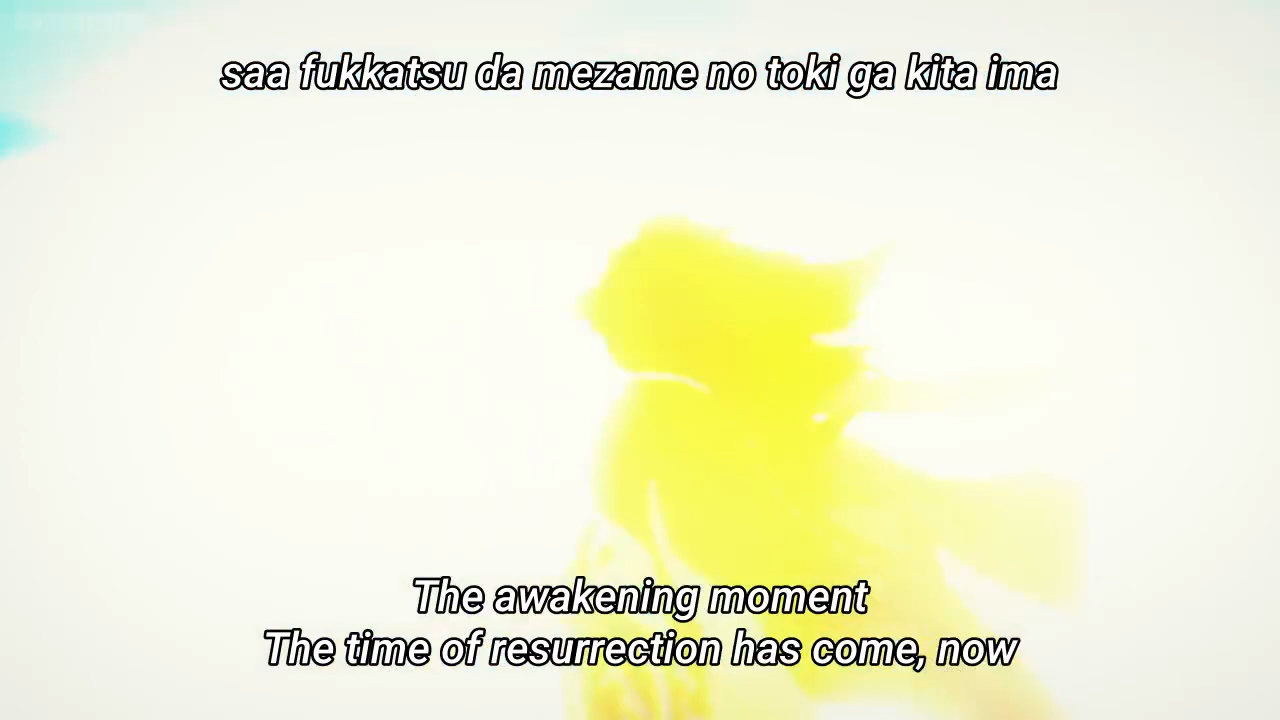 saa fukkatsu da mezame no toki ga kita ima
The awakening moment
The time of resurrection has come, now